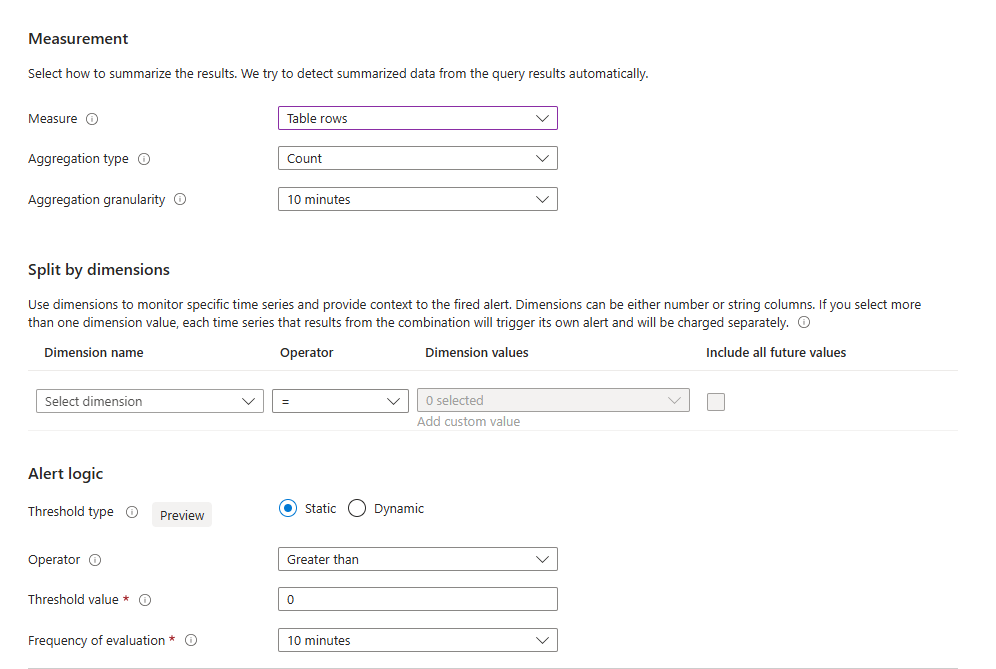 Measurement
Select how to summarize the results. We try to detect summarized data from the query results automatically.
Measure
Table rows
Aggregation type
Count
Aggregation granularity
10 minutes
Split by dimensions
Use dimensions to monitor specific time series and provide context to the fired alert. Dimensions can be either number or string columns. If you select more
than one dimension value, each time series that results from the combination will trigger its own alert and will be charged separately.
Dimension name Operator Dimension values Include all future values
Select dimension = 0 selected
Add custom value
Alert logic
Threshold type Preview Static Dynamic
Operator
Greater than
Threshold value *
0
Frequency of evaluation *
10 minutes